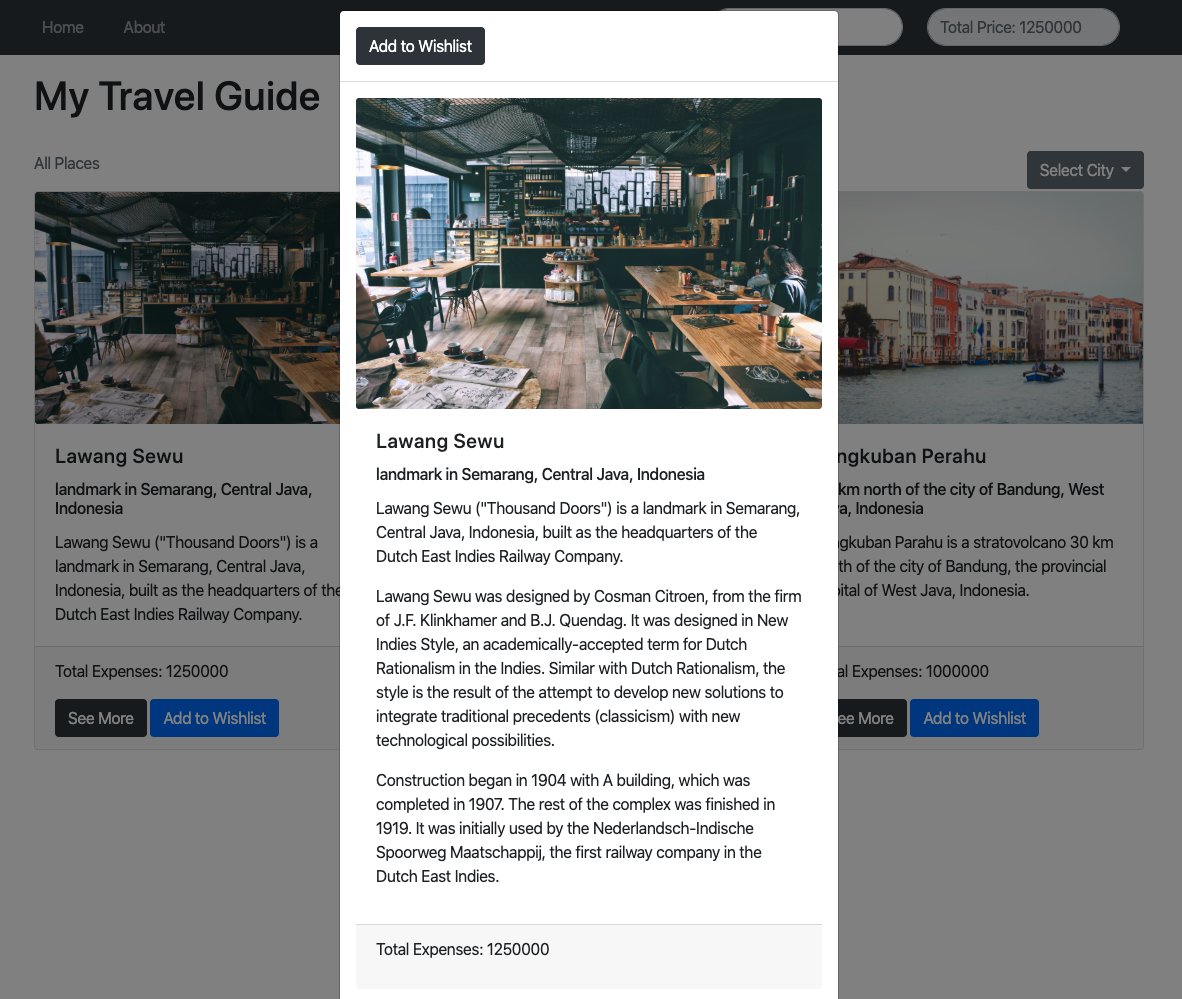 Home
About
Total Price: 1250000
Add to Wishlist
My Travel Guide
All Places
Select City
Lawang Sewu
landmark in Semarang, Central Java,
Indonesia
Lawang Sewu ("Thousand Doors") is a
landmark in Semarang, Central Java,
Indonesia, built as the headquarters of the
Dutch East Indies Railway Company.
Total Expenses: 1250000
See More
Add to Wishlist
Lawang Sewu
landmark in Semarang, Central Java, Indonesia
Lawang Sewu ("Thousand Doors") is a landmark in Semarang,
Central Java, Indonesia, built as the headquarters of the
Dutch East Indies Railway Company.
Lawang Sewu was designed by Cosman Citroen, from the firm
of J.F. Klinkhamer and B.J. Quendag. It was designed in New
Indies Style, an academically-accepted term for Dutch
Rationalism in the Indies. Similar with Dutch Rationalism, the
style is the result of the attempt to develop new solutions to
integrate traditional precedents (classicism) with new
technological possibilities.
Construction began in 1904 with A building, which was
completed in 1907. The rest of the complex was finished in
1919. It was initially used by the Nederlandsch-Indische
Spoorweg Maatschappij, the first railway company in the
Dutch East Indies.
Total Expenses: 1250000
ngkuban Perahu
km north of the city of Bandung, West
a, Indonesia
gkuban Parahu is a stratovolcano 30 km
th of the city of Bandung, the provincial
ital of West Java, Indonesia.
al Expenses: 1000000
ee More
Add to Wishlist